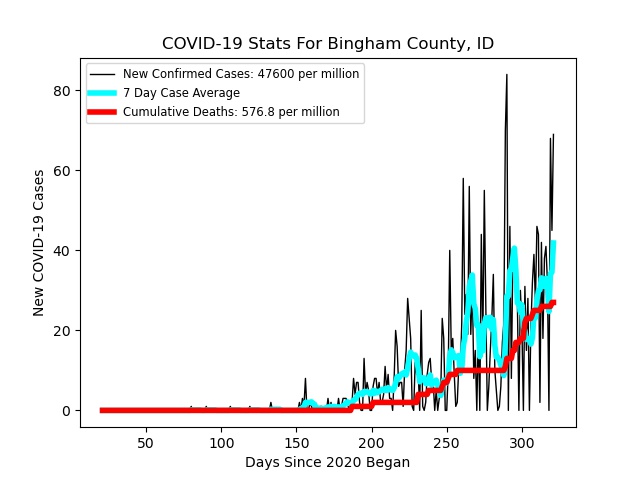 COVID-19 Stats For Bingham County, ID
New Confirmed Cases: 47600 per million
7 Day Case Average
Cumulative Deaths: 576.8 per million
New COVID-19 Cases
80
60
40
20
0
50 100 150 200 250 300
Days Since 2020 Began